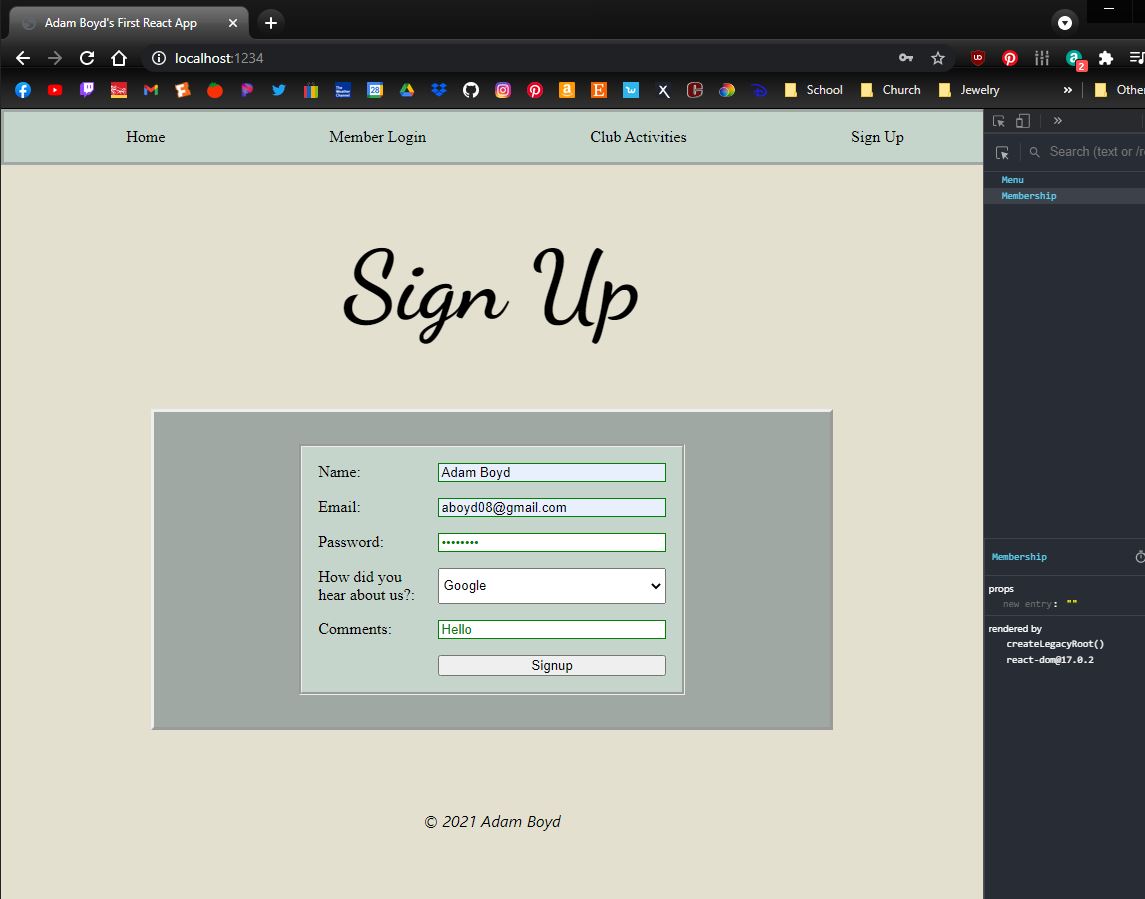 Adam Boyd's First React App
localhost:1234
School Church Jewelry » Other
Home Member Login Club Activities Sign Up
Search (text or /r
Menu
Membership
Sign Up
Name: Adam Boyd
Email: aboyd08@gmail.com
Password: ••••••••
How did you
hear about us?: Google
Comments: Hello
Signup
© 2021 Adam Boyd
Membership
props
new entry: ""
rendered by
createLegacyRoot()
react-dom@17.0.2